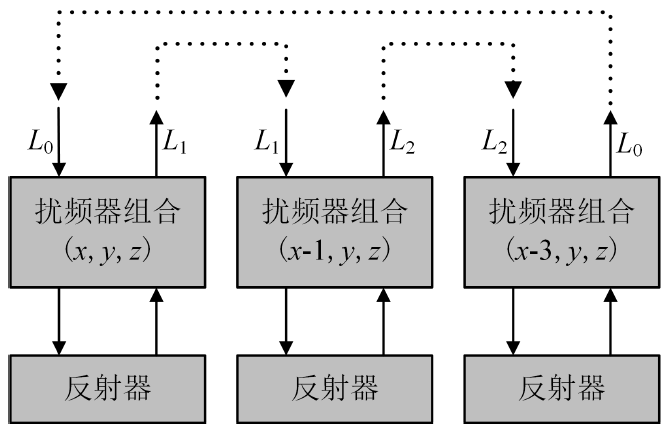 L₀ L₁ L₁ L₂ L₂ L₀
扰频器组合
(x, y, z)
扰频器组合
(x-1, y, z)
扰频器组合
(x-3, y, z)
反射器
反射器
反射器